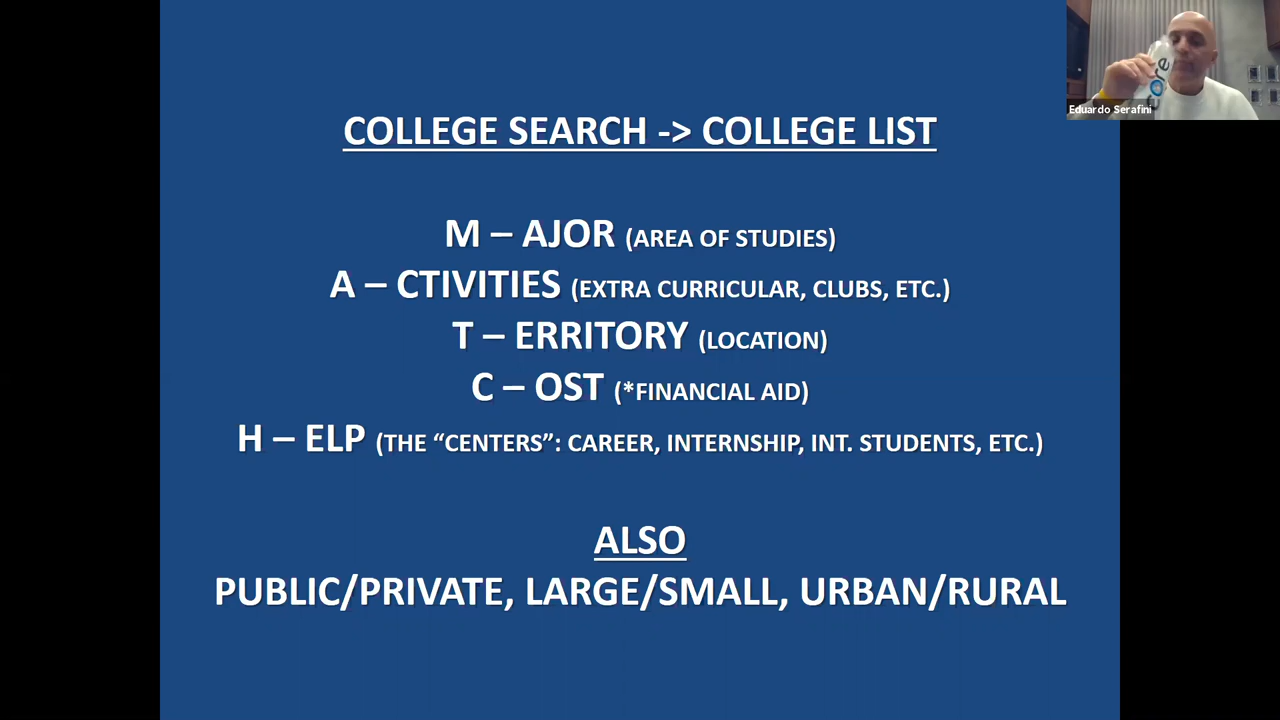 COLLEGE SEARCH -> COLLEGE LIST
M – AJOR (AREA OF STUDIES)
A – CTIVITIES (EXTRA CURRICULAR, CLUBS, ETC.)
T – ERRITORY (LOCATION)
C – OST (*FINANCIAL AID)
H – ELP (THE “CENTERS”: CAREER, INTERNSHIP, INT. STUDENTS, ETC.)
ALSO
PUBLIC/PRIVATE, LARGE/SMALL, URBAN/RURAL
Eduardo Serafini